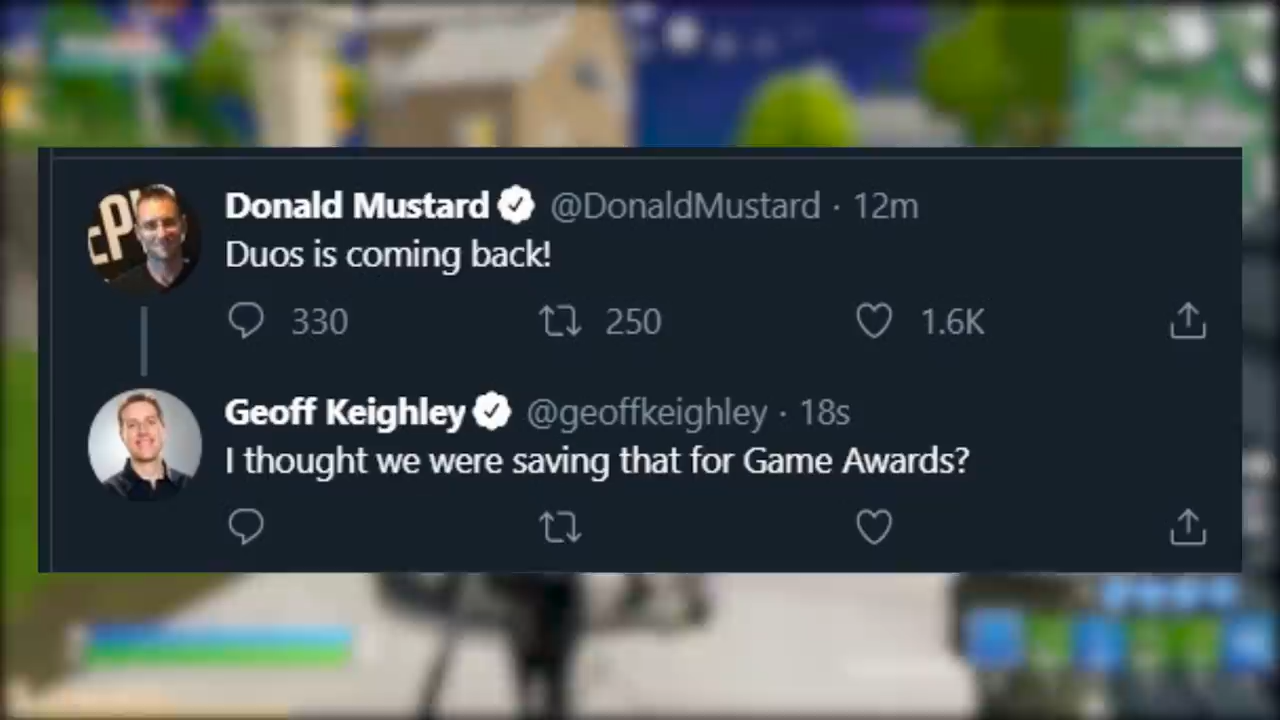 Donald Mustard @DonaldMustard · 12m
Duos is coming back!
330 250 1.6K
Geoff Keighley @geoffkeighley · 18s
I thought we were saving that for Game Awards?